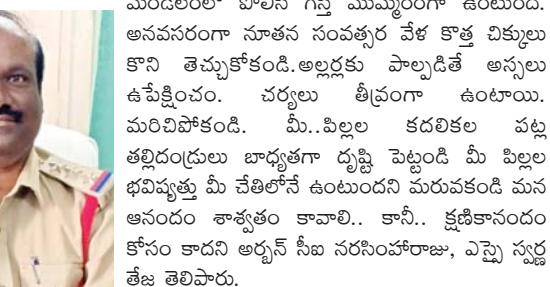 మండలంలో పోలీస్ గస్తీ ముమ్మరంగా ఉంటుంది.
అనవసరంగా నూతన సంవత్సర వేళ కొత్త చిక్కులు
కొని తెచ్చుకోకండి.అల్లర్లకు పాల్పడితే అస్సలు
ఉపేక్షించం. చర్యలు తీవ్రంగా ఉంటాయి.
మరిచిపోకండి. మీ..పిల్లల కదలికల పట్ల
తల్లిదండ్రులు బాధ్యతగా దృష్టి పెట్టండి మీ పిల్లల
భవిష్యత్తు మీ చేతిలోనే ఉంటుందని మరువకండి మన
ఆనందం శాశ్వతం కావాలి.. కానీ.. క్షణికానందం
కోసం కాదని అర్బన్ సీఐ నరసింహారాజు, ఎస్సై స్వర్ణ
తేజ తెలిపారు.